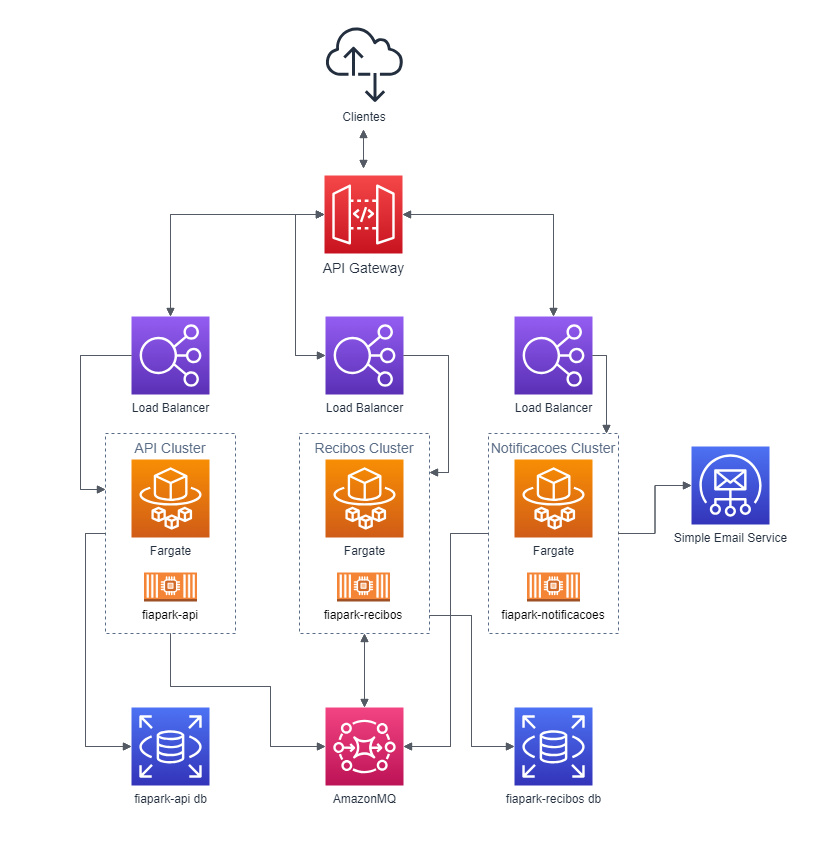 Clientes
API Gateway
Load Balancer
Load Balancer
Load Balancer
API Cluster
Recibos Cluster
Notificacoes Cluster
Fargate
Fargate
Fargate
Simple Email Service
fiapark-api
fiapark-recibos
fiapark-notificacoes
fiapark-api db
AmazonMQ
fiapark-recibos db